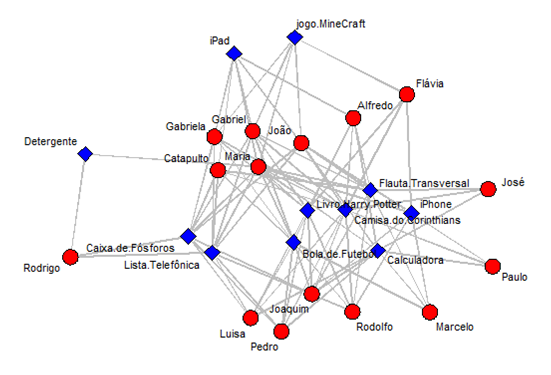 jogo.MineCraft
iPad
Flávia
Alfredo
Gabriel
Gabriela
João
Detergente
Catapulto
Maria
Flauta.Transversal
José
Livro.Harry.Potter
iPhone
Camisa.do.Corinthians
Caixa.de.Fósforos
Bola.de.Futebol
Calculadora
Lista.Telefônica
Rodrigo
Paulo
Joaquim
Luisa
Pedro
Rodolfo
Marcelo